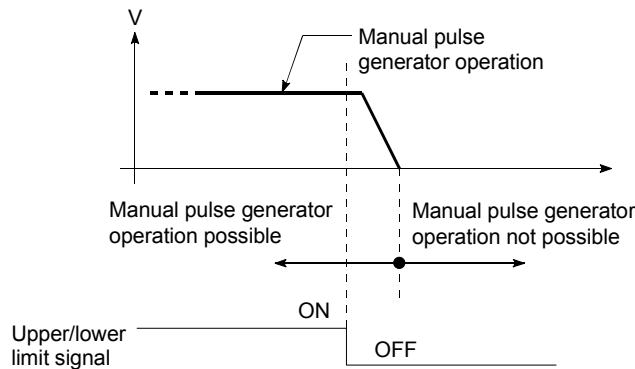 V
Manual pulse
generator operation
Manual pulse generator
operation possible
Manual pulse generator
operation not possible
ON
Upper/lower
limit signal
OFF